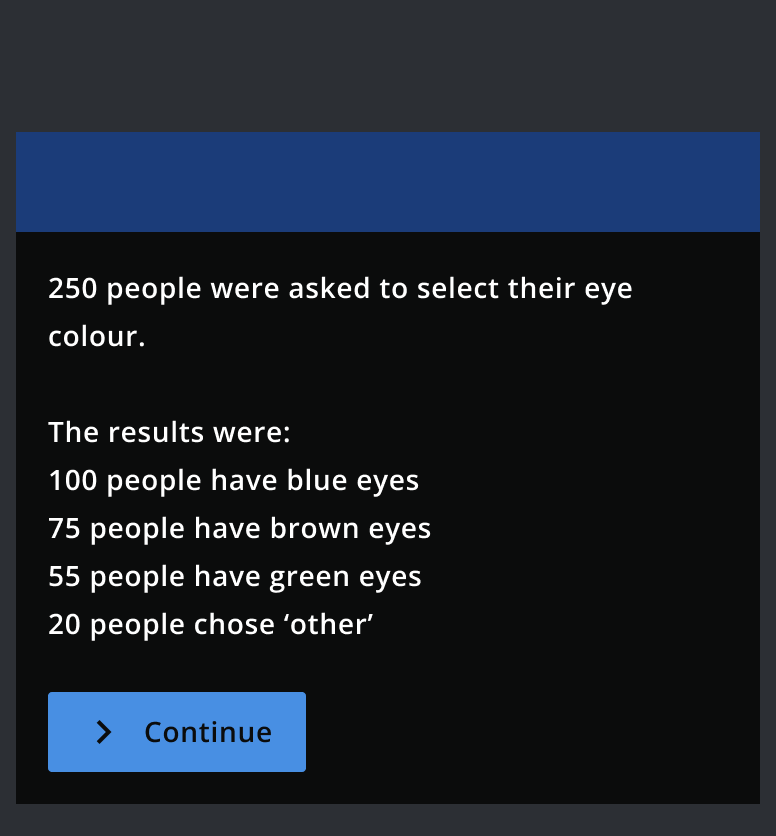 250 people were asked to select their eye
colour.
The results were:
100 people have blue eyes
75 people have brown eyes
55 people have green eyes
20 people chose ‘other’
Continue